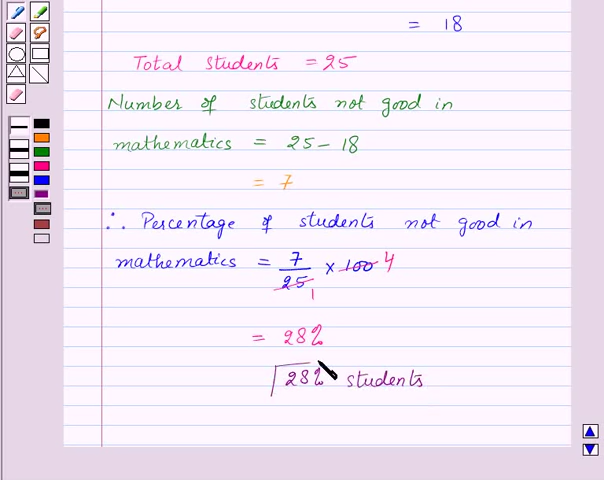 = 18
Total students = 25
Number of students not good in
mathematics = 25 - 18
= 7
∴ Percentage of students not good in
mathematics = 7/25 1 × 100 4
= 28%
28% students